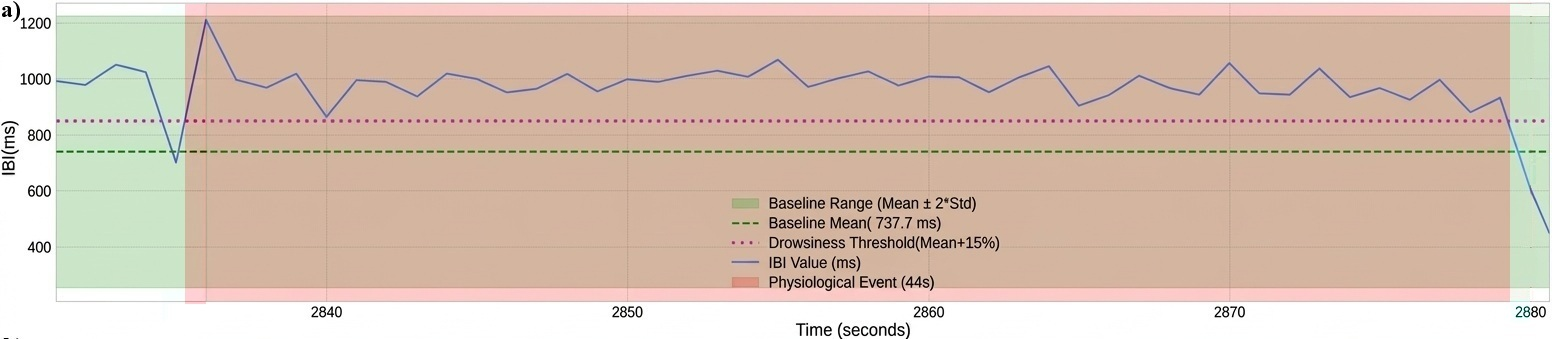 a)
1200
1000
800
600
400
IBI(ms)
Baseline Range (Mean ± 2*Std)
Baseline Mean( 737.7 ms)
Drowsiness Threshold(Mean+15%)
IBI Value (ms)
Physiological Event (44s)
2840 2850 2860 2870 2880
Time (seconds)